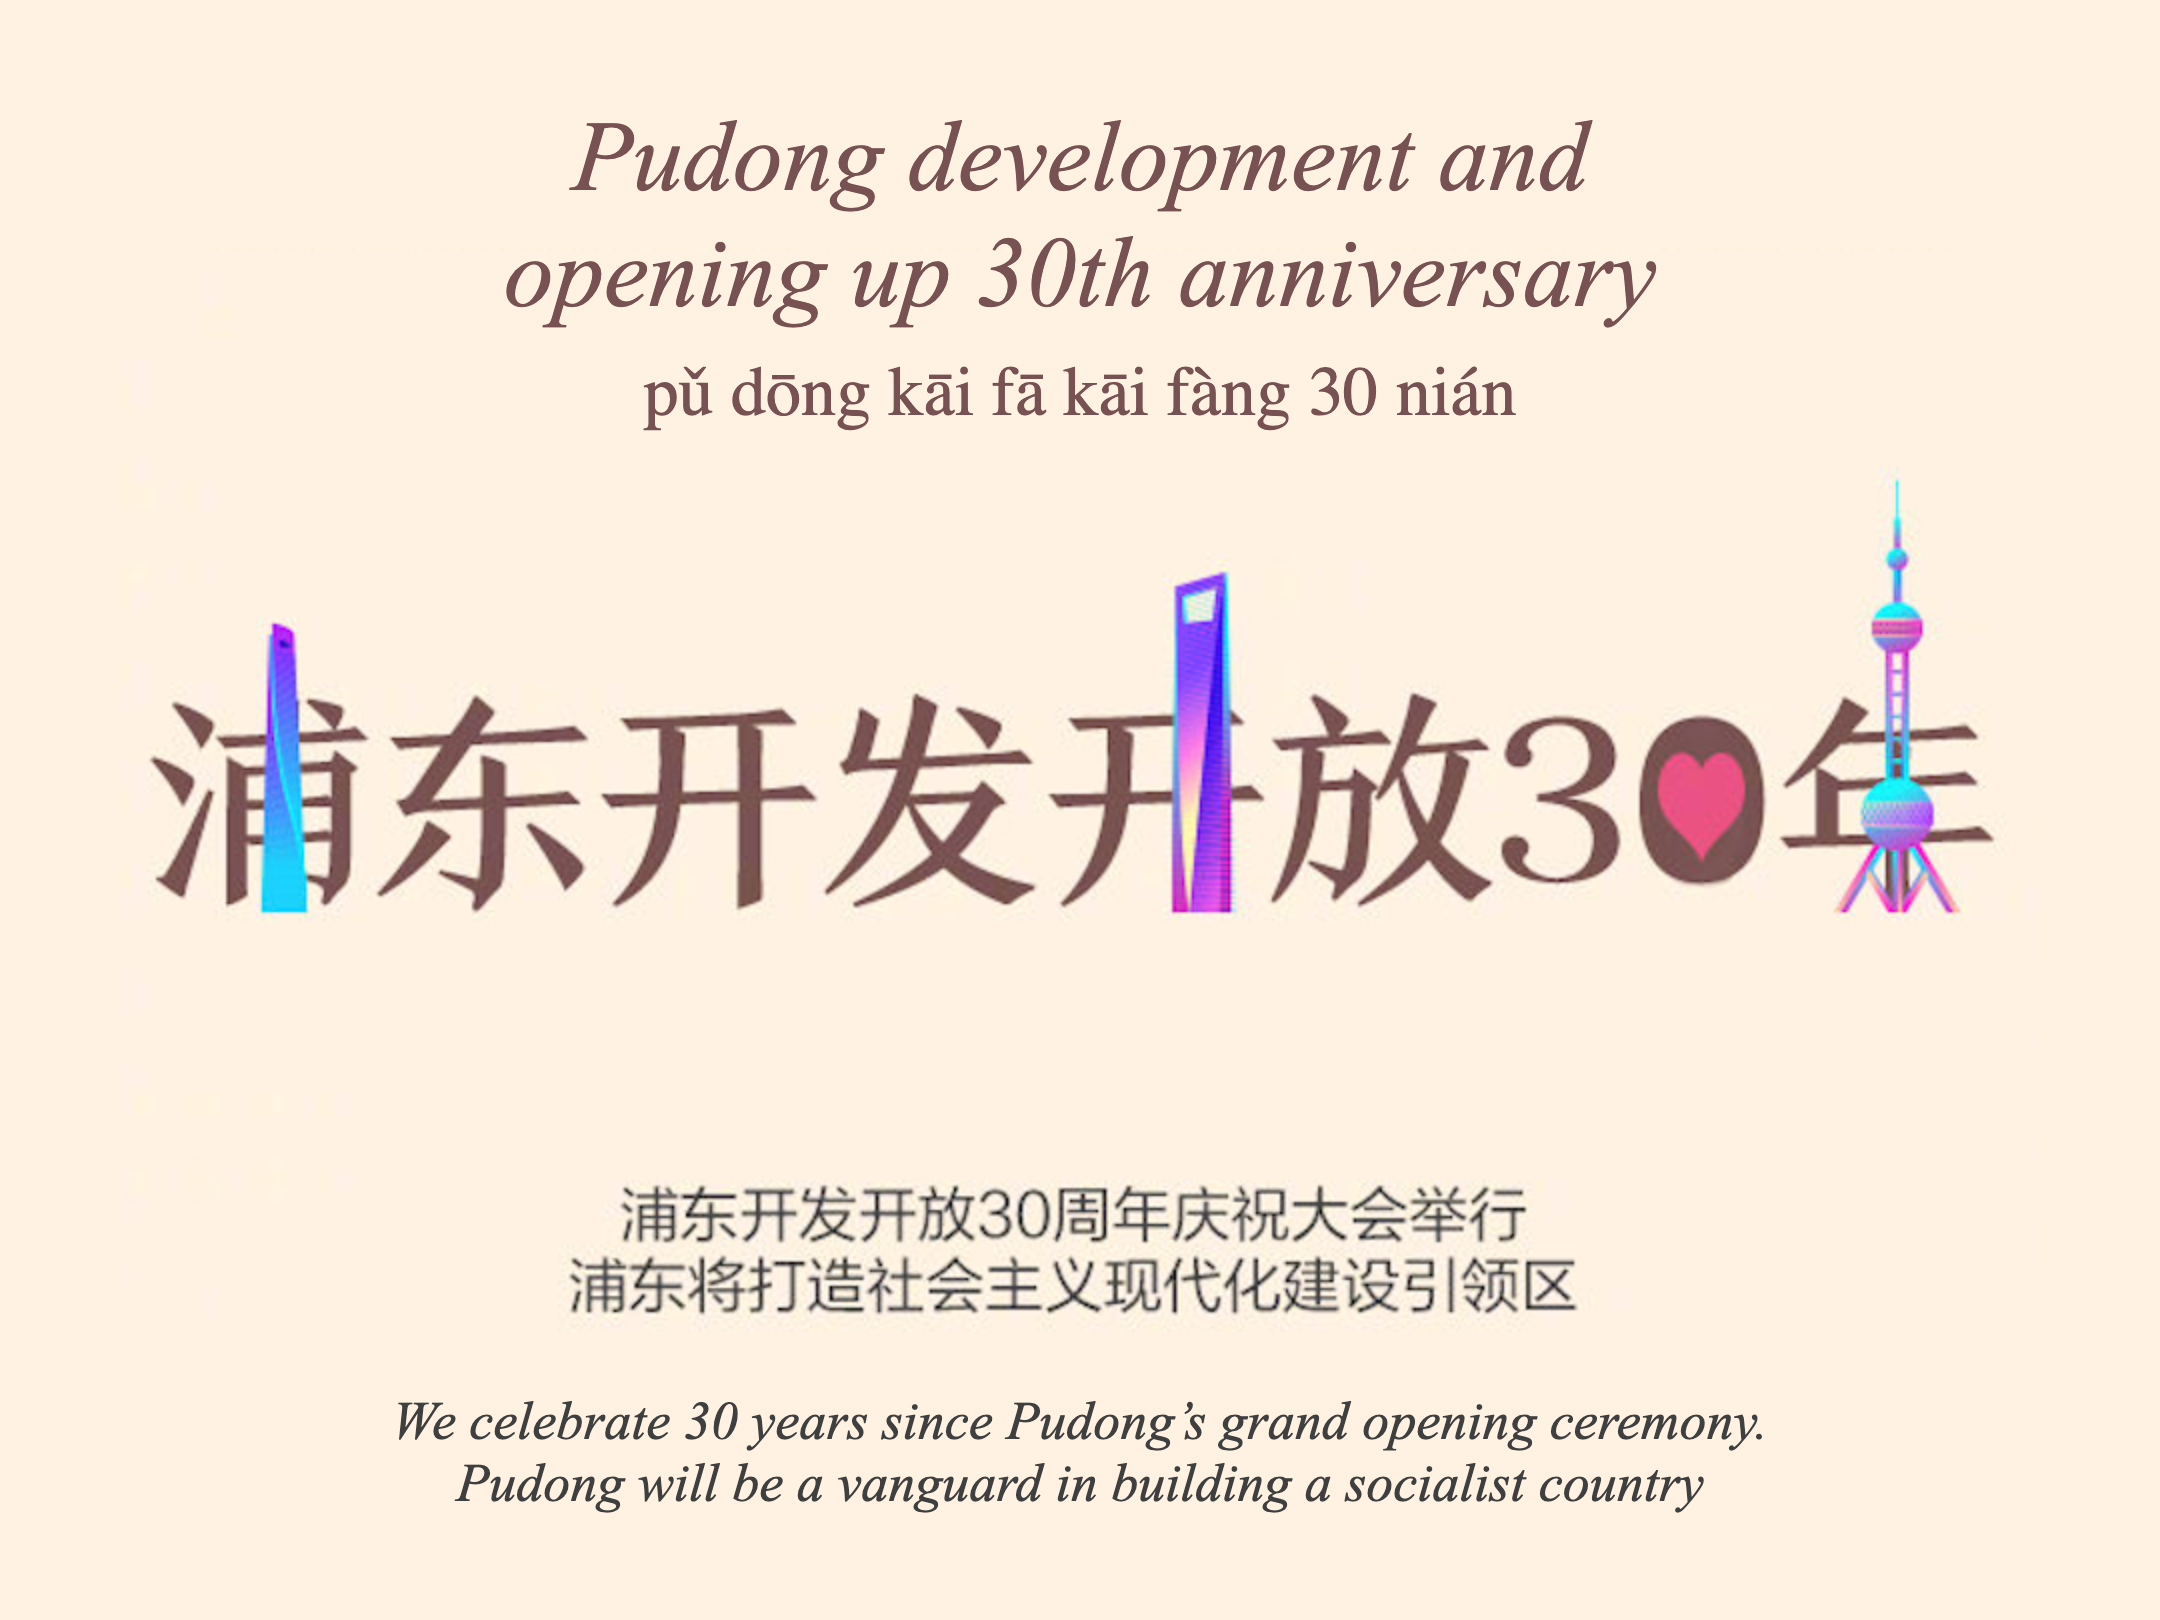 Pudong development and
opening up 30th anniversary
pǔ dōng kāi fā kāi fàng 30 nián
浦东开发开放30年
浦东开发开放30周年庆祝大会举行
浦东将打造社会主义现代化建设引领区
We celebrate 30 years since Pudong’s grand opening ceremony.
Pudong will be a vanguard in building a socialist country